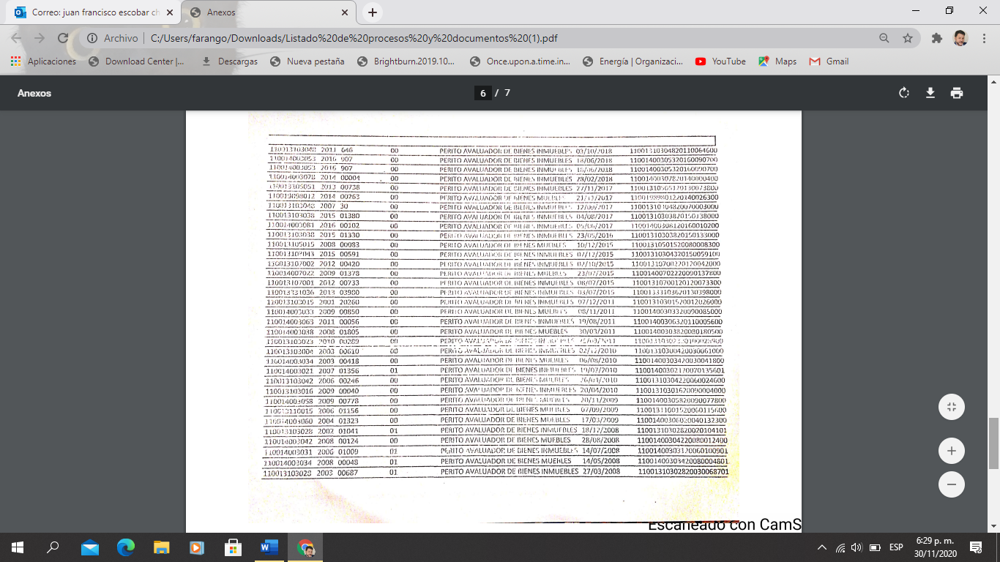 Correo: juan francisco escobar ch
Anexos
Archivo C:/Users/farango/Downloads/Listado%20de%20procesos%20y%20documentos%20(1).pdf
Aplicaciones Download Center |... Descargas Nueva pestaña Brightburn.2019.10... Once.upon.a.time.in... Energía | Organizaci... YouTube Maps Gmail
Anexos 6 / 7
110013103048 2011 646 00 PERITO AVALUADOR DE BIENES INMUEBLES 03/10/2018 11001310304820110064600
110014003053 2016 907 00 PERITO AVALUADOR DE BIENES INMUEBLES 18/06/2018 11001400305320160090700
110014003053 2016 907 00 PERITO AVALUADOR DE BIENES INMUEBLES 18/06/2018 11001400305320160090700
110014003078 2014 00004 00 PERITO AVALUADOR DE BIENES INMUEBLES 28/02/2018 11001400307820140000400
110013105051 2013 00738 00 PERITO AVALUADOR DE BIENES INMUEBLES 27/11/2017 11001310505120130073800
110019898012 2014 00263 00 PERITO AVALUADOR DE BIENES MUEBLES 21/11/2017 11001989801220140026300
110013103048 2007 30 00 PERITO AVALUADOR DE BIENES INMUEBLES 12/09/2017 11001310304820070003000
110013103038 2015 01380 00 PERITO AVALUADOR DE BIENES INMUEBLES 04/08/2017 11001310303820150138000
110014003081 2016 00102 00 PERITO AVALUADOR DE BIENES INMUEBLES 05/06/2017 11001400308120160010200
110013103038 2015 01330 00 PERITO AVALUADOR DE BIENES INMUEBLES 23/05/2016 11001310303820150133000
110013105015 2008 00983 00 PERITO AVALUADOR DE BIENES MUEBLES 10/12/2015 110013105015200800 8300
110013103043 2015 00591 00 PERITO AVALUADOR DE BIENES INMUEBLES 07/12/2015 11001310304320150059100
110013107002 2012 00420 00 PERITO AVALUADOR DE BIENES INMUEBLES 02/10/2015 11001310700220120042000
110014007022 2009 01378 00 PERITO AVALUADOR DE BIENES MUEBLES 23/07/2015 11001400702220090137800
110013107001 2012 00733 00 PERITO AVALUADOR DE BIENES INMUEBLES 08/07/2015 11001310700120120073300
110013331036 2013 03980 00 PERITO AVALUADOR DE BIENES INMUEBLES 03/07/2015 11001333103620130398000
110013103015 2001 20260 00 PERITO AVALUADOR DE BIENES INMUEBLES 07/12/2011 11001310301520012026000
110014003033 2009 00850 00 PERITO AVALUADOR DE BIENES MUEBLES 08/11/2011 11001400303320090085000
110014003063 2011 00056 00 PERITO AVALUADOR DE BIENES INMUEBLES 19/08/2011 11001400306320110005600
110014003038 2008 01805 00 PERITO AVALUADOR DE BIENES MUEBLES 30/03/2011 11001400303820080180500
110013103023 2010 00289 00 PERITO AVALUADOR DE BIENES INMUEBLES 11001310302320100028900
110013103004 2003 00610 00 PERITO AVALUADOR DE BIENES INMUEBLES 02/12/2010 11001310300420030061000
110014003034 2003 00418 00 PERITO AVALUADOR DE BIENES MUEBLES 06/08/2010 11001400303420030041800
110014003021 2007 01356 01 PERITO AVALUADOR DE BIENES INMUEBLES 19/07/2010 11001400302120070135601
110013103042 2006 00246 00 PERITO AVALUADOR DE BIENES MUEBLES 26/04/2010 11001310304220060024600
110013103016 2009 00040 00 PERITO AVALUADOR DE BIENES INMUEBLES 20/04/2010 11001310301620090004000
110014003058 2009 00778 00 PERITO AVALUADOR DE BIENES MUEBLES 20/11/2009 11001400305820090077800
110013110015 2006 01156 00 PERITO AVALUADOR DE BIENES MUEBLES 07/09/2009 11001311001520060115600
110014003060 2004 01323 00 PERITO AVALUADOR DE BIENES MUEBLES 17/03/2009 11001400306020040132300
110013103028 2002 01041 01 PERITO AVALUADOR DE BIENES INMUEBLES 18/12/2008 11001310302820020104101
110014003042 2008 00124 00 PERITO AVALUADOR DE BIENES MUEBLES 28/08/2008 11001400304220080012400
110014003031 2006 01009 01 PERITO AVALUADOR DE BIENES INMUEBLES 14/07/2008 11001400303120060100901
110014003034 2008 00048 01 PERITO AVALUADOR DE BIENES MUEBLES 14/05/2008 11001400303420080004801
110013103028 2003 00687 01 PERITO AVALUADOR DE BIENES INMUEBLES 27/03/2008 11001310302820030068701
Escaneado con CamS
ESP 6:29 p. m.
30/11/2020